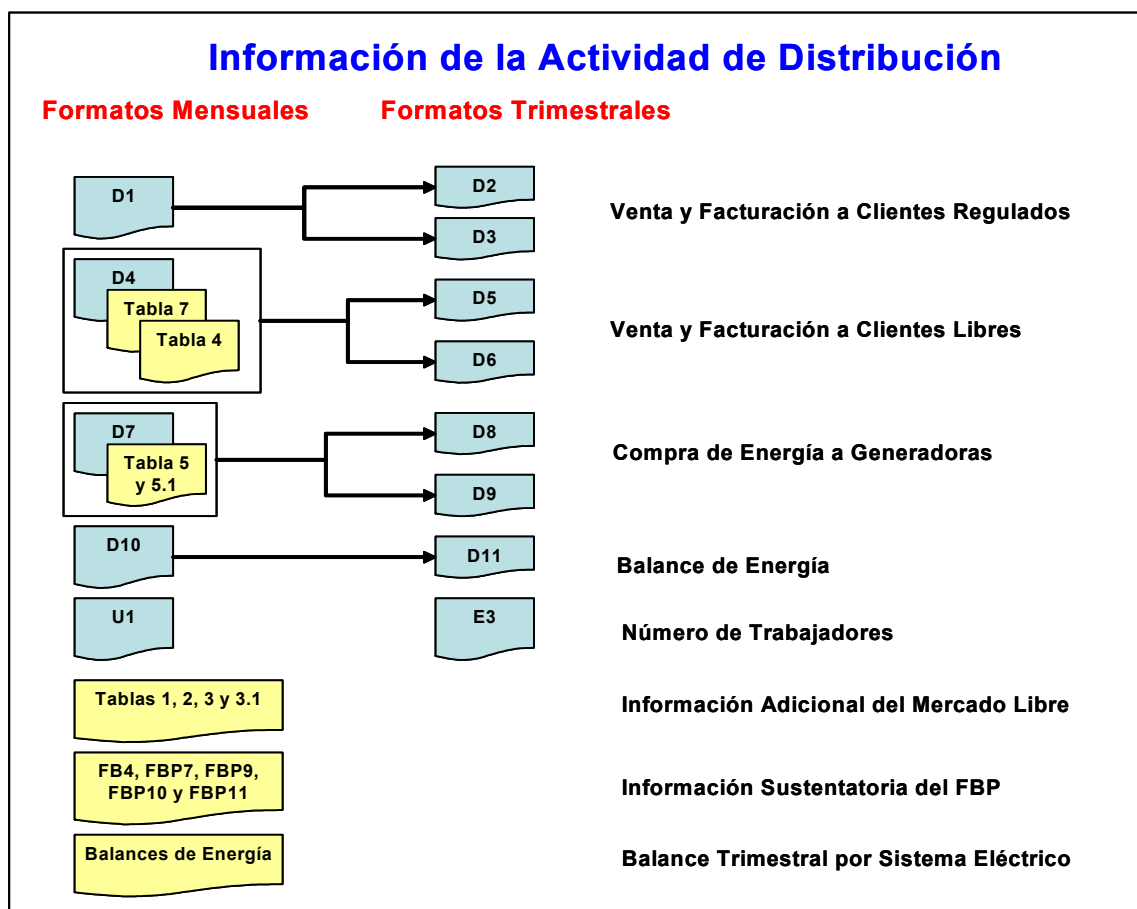 Información de la Actividad de Distribución
Formatos Mensuales
Formatos Trimestrales
D1
D2
D3
Venta y Facturación a Clientes Regulados
D4
Tabla 7
Tabla 4
D5
D6
Venta y Facturación a Clientes Libres
D7
Tabla 5
y 5.1
D8
D9
Compra de Energía a Generadoras
D10
D11
Balance de Energía
U1
E3
Número de Trabajadores
Tablas 1, 2, 3 y 3.1
Información Adicional del Mercado Libre
FB4, FBP7, FBP9,
FBP10 y FBP11
Información Sustentatoria del FBP
Balances de Energía
Balance Trimestral por Sistema Eléctrico